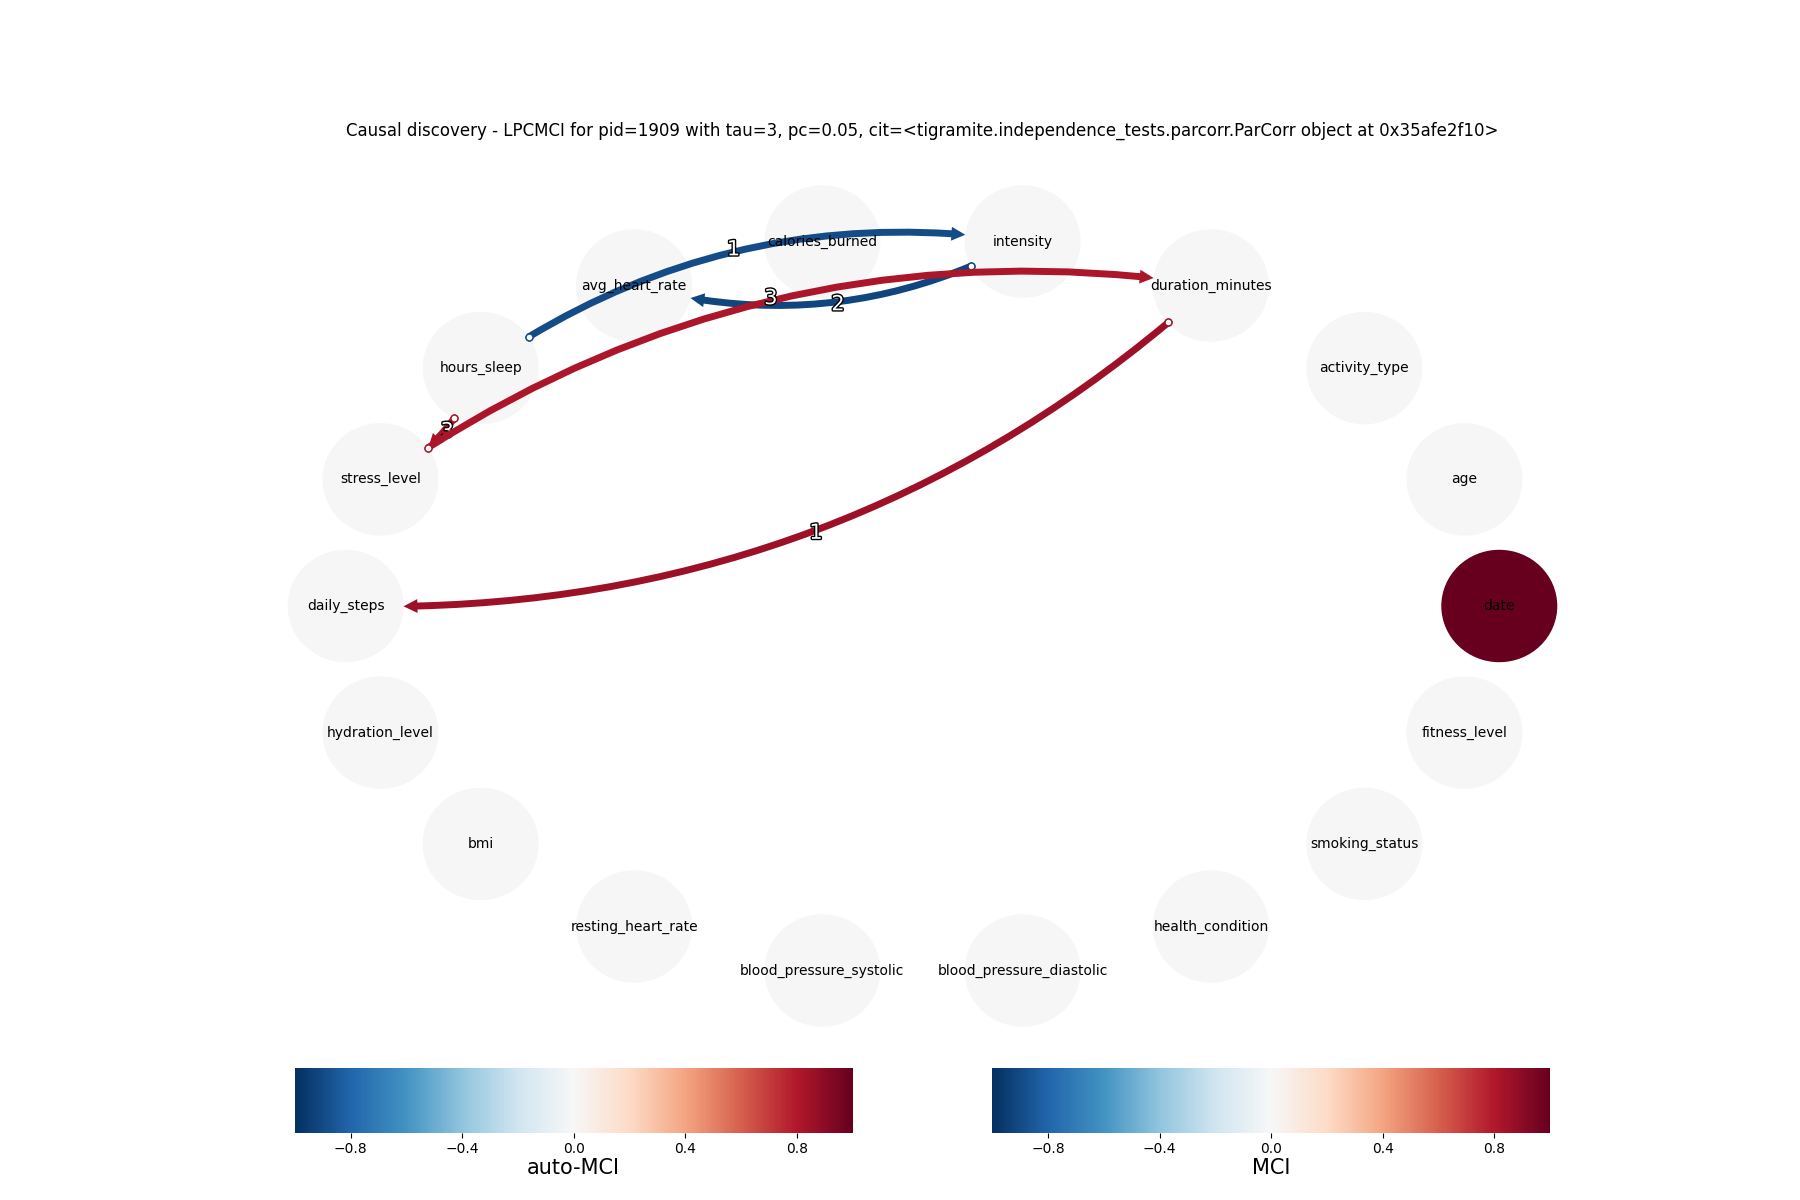 Causal discovery - LPCMCI for pid=1909 with tau=3, pc=0.05, cit=<tigramite.independence_tests.parcorr.ParCorr object at 0x35afe2f10>
calories_burned
intensity
1
avg_heart_rate
duration_minutes
3
2
hours_sleep
activity_type
stress_level
age
1
daily_steps
date
hydration_level
fitness_level
bmi
smoking_status
resting_heart_rate
health_condition
blood_pressure_systolic
blood_pressure_diastolic
−0.8 −0.4 0.0 0.4 0.8
auto-MCI
−0.8 −0.4 0.0 0.4 0.8
MCI